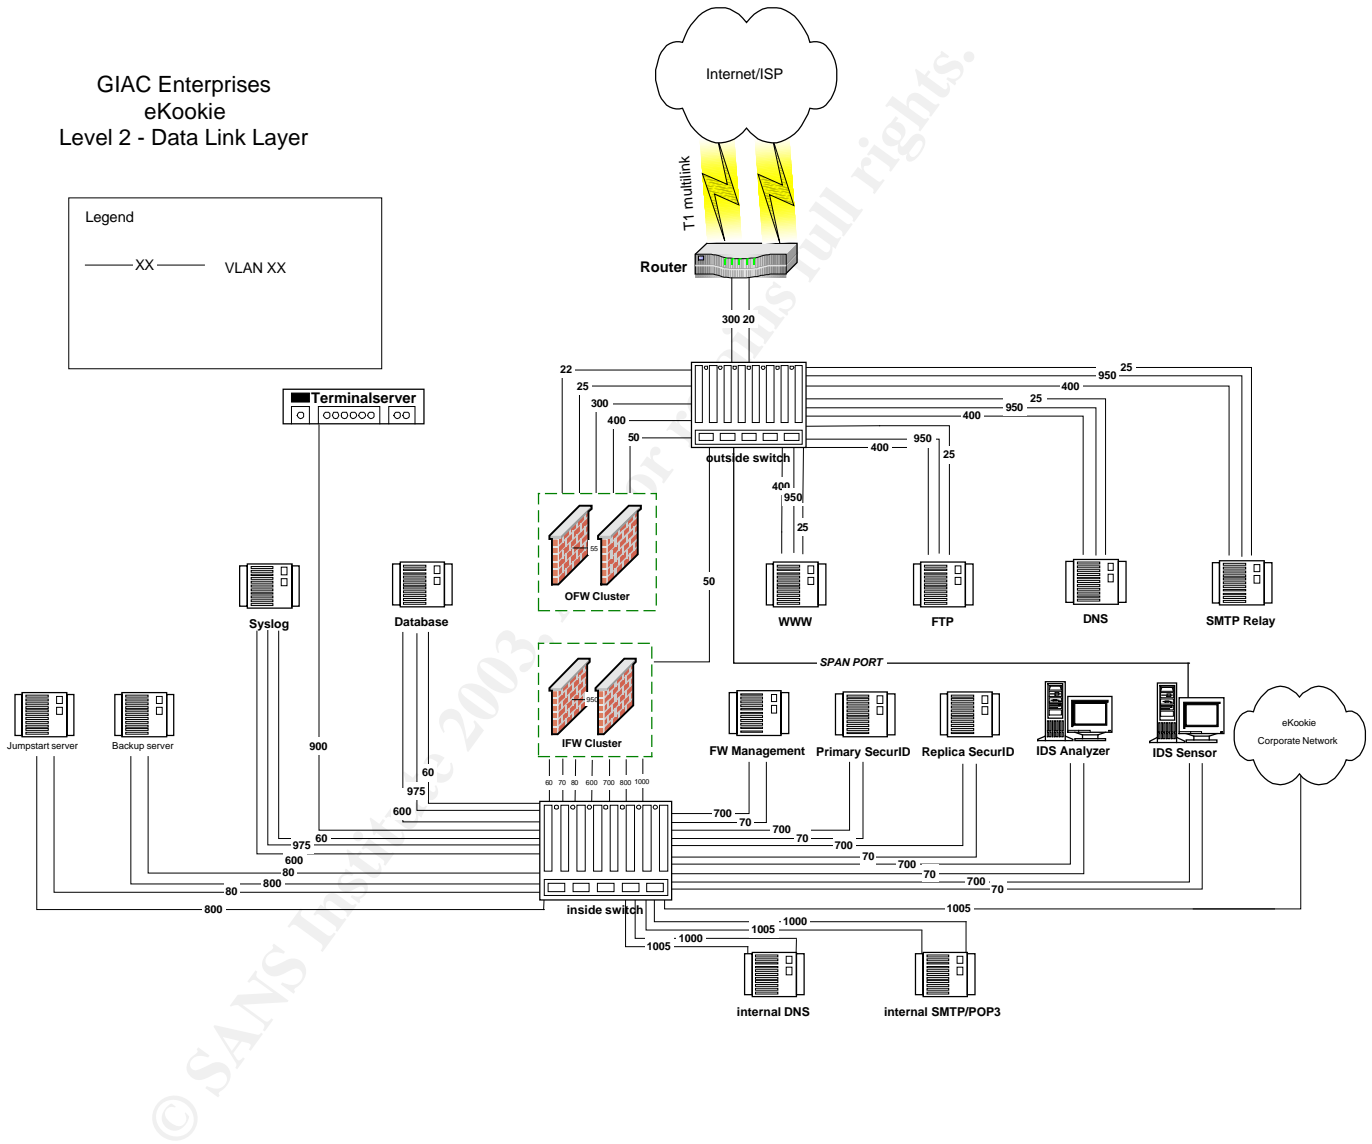 Internet/ISP
GIAC Enterprises
eKookie
Level 2 - Data Link Layer
T1 multilink
Legend
XX
VLAN XX
Router
300 20
22
25
300
400
50
25
950
400
25
950
400
950
400
25
Terminalserver
outside switch
400
950
25
55
OFW Cluster
50
WWW
FTP
DNS
SMTP Relay
Syslog
Database
SPAN PORT
950
IFW Cluster
FW Management
Primary SecurID
Replica SecurID
IDS Analyzer
IDS Sensor
eKookie
Corporate Network
Jumpstart server
Backup server
900
60
975
600
60 70 80 600 700 800 1000
700
70
700
70
700
70
700
70
700
70
60
975
600
80
800
80
800
inside switch
1005
1000
1005
1000
1005
internal DNS
internal SMTP/POP3
© SANS Institute 2003,
or
ins full rights.